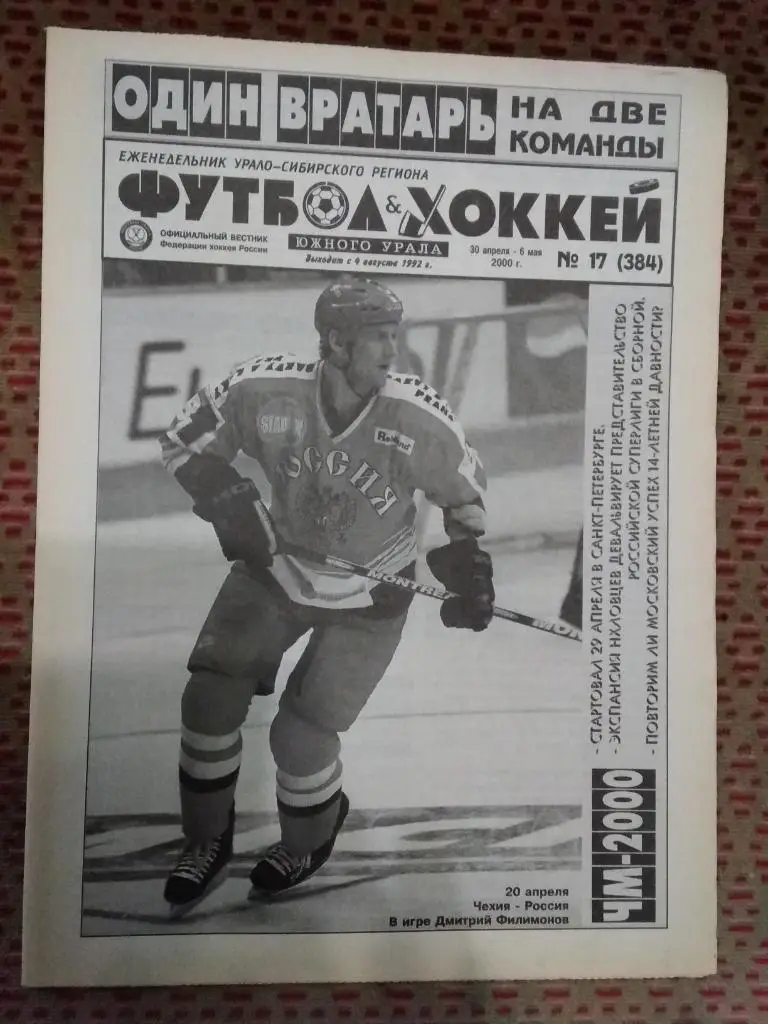 ОДИН ВРАТАРЬ НА ДВЕ
КОМАНДЫ
ЕЖЕНЕДЕЛЬНИК УРАЛО-СИБИРСКОГО РЕГИОНА
ФУТБОЛ & ХОККЕЙ
ОФИЦИАЛЬНЫЙ ВЕСТНИК
Федерации хоккея России
ЮЖНОГО УРАЛА
Выходит с 4 августа 1992 г.
30 апреля - 6 мая
2000 г.
№ 17 (384)
- СТАРТОВАЛ 29 АПРЕЛЯ В САНКТ-ПЕТЕРБУРГЕ.
- ЭКСПАНСИЯ НХЛОВЦЕВ ДЕВАЛЬВИРУЕТ ПРЕДСТАВИТЕЛЬСТВО
РОССИЙСКОЙ СУПЕРЛИГИ В СБОРНОЙ.
- ПОВТОРИМ ЛИ МОСКОВСКИЙ УСПЕХ 14-ЛЕТНЕЙ ДАВНОСТИ?
ЧМ-2000
РОССИЯ
MONTREAL
20 апреля
Чехия - Россия
В игре Дмитрий Филимонов